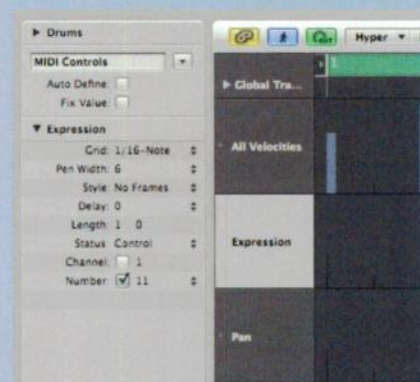 Drums
MIDI Controls
Auto Define:
Fix Value:
Expression
Grid: 1/16-Note
Pen Width: 6
Style: No Frames
Delay: 0
Length: 1 0
Status: Control
Channel: 1
Number: 11
Hyper
1
Global Tra...
All Velocities
Expression
Pan